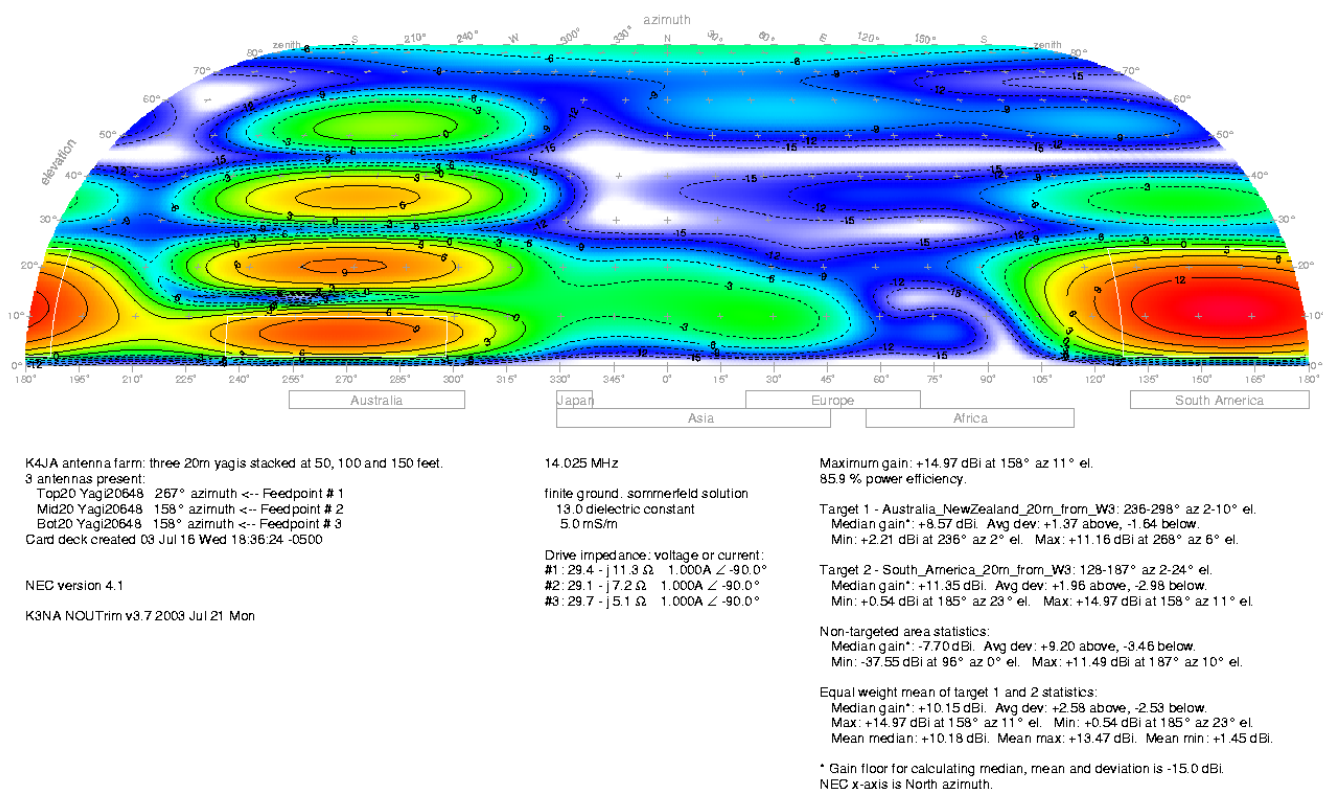 azimuth
zenith S 210° 240° W 300° 330° N 30° 60° E 120° 150° S zenith
80° 80°
70° 70°
60° 60°
50° 50°
elevation
40° 40°
30° 30°
20° 20°
10° 10°
0° 0°
180° 195° 210° 225° 240° 255° 270° 285° 300° 315° 330° 345° 0° 15° 30° 45° 60° 75° 90° 105° 120° 135° 150° 165° 180°
Australia Japan Europe South America
Asia Africa
K4JA antenna farm: three 20m yagis stacked at 50, 100 and 150 feet.
3 antennas present:
Top20 Yagi20648 267° azimuth <-- Feedpoint # 1
Mid20 Yagi20648 158° azimuth <-- Feedpoint # 2
Bot20 Yagi20648 158° azimuth <-- Feedpoint # 3
Card deck created 03 Jul 16 Wed 18:36:24 -0500
NEC version 4.1
K3NA NOUTrim v3.7 2003 Jul 21 Mon
14.025 MHz
finite ground. sommerfeld solution
13.0 dielectric constant
5.0 mS/m
Drive impedance: voltage or current:
#1: 29.4 - j 11.3 Ω 1.000A ∠ -90.0°
#2: 29.1 - j 7.2 Ω 1.000A ∠ -90.0°
#3: 29.7 - j 5.1 Ω 1.000A ∠ -90.0°
Maximum gain: +14.97 dBi at 158° az 11° el.
85.9 % power efficiency.
Target 1 - Australia_NewZealand_20m_from_W3: 236-298° az 2-10° el.
Median gain*: +8.57 dBi. Avg dev: +1.37 above, -1.64 below.
Min: +2.21 dBi at 236° az 2° el. Max: +11.16 dBi at 268° az 6° el.
Target 2 - South_America_20m_from_W3: 128-187° az 2-24° el.
Median gain*: +11.35 dBi. Avg dev: +1.96 above, -2.98 below.
Min: +0.54 dBi at 185° az 23° el. Max: +14.97 dBi at 158° az 11° el.
Non-targeted area statistics:
Median gain*: -7.70 dBi. Avg dev: +9.20 above, -3.46 below.
Min: -37.55 dBi at 96° az 0° el. Max: +11.49 dBi at 187° az 10° el.
Equal weight mean of target 1 and 2 statistics:
Median gain*: +10.15 dBi. Avg dev: +2.58 above, -2.53 below.
Max: +14.97 dBi at 158° az 11° el. Min: +0.54 dBi at 185° az 23° el.
Mean median: +10.18 dBi. Mean max: +13.47 dBi. Mean min: +1.45 dBi.
* Gain floor for calculating median, mean and deviation is -15.0 dBi.
NEC x-axis is North azimuth.